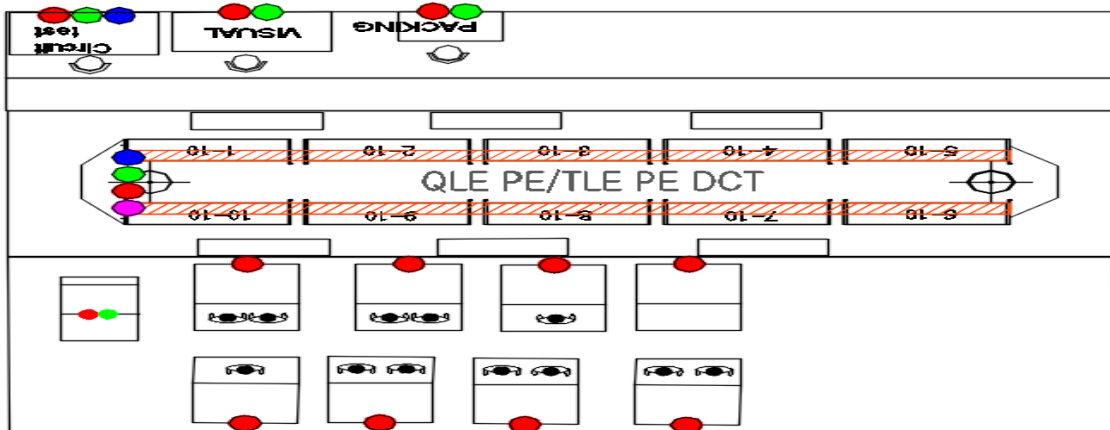 Circuit
test
VISUAL
PACKING
1-10
2-10
3-10
4-10
5-10
QLE PE/TLE PE DCT
10-10
9-10
8-10
7-10
6-10